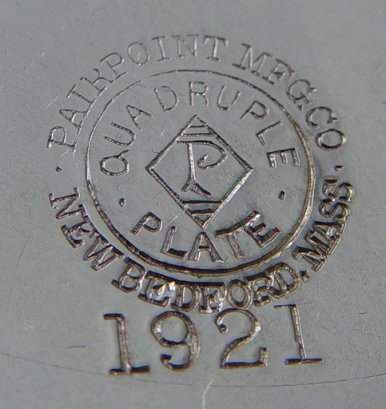 PAIRPOINT MFG. CO.
QUADRUPLE
P
PLATE
NEW BEDFORD. MASS.
1921